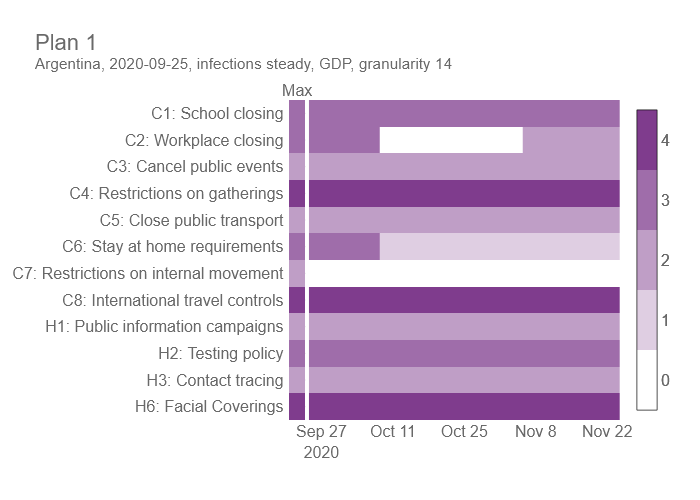 Plan 1
Argentina, 2020-09-25, infections steady, GDP, granularity 14
Max
C1: School closing
C2: Workplace closing
C3: Cancel public events
C4: Restrictions on gatherings
C5: Close public transport
C6: Stay at home requirements
C7: Restrictions on internal movement
C8: International travel controls
H1: Public information campaigns
H2: Testing policy
H3: Contact tracing
H6: Facial Coverings
4
3
2
1
0
Sep 27 Oct 11 Oct 25 Nov 8 Nov 22
2020